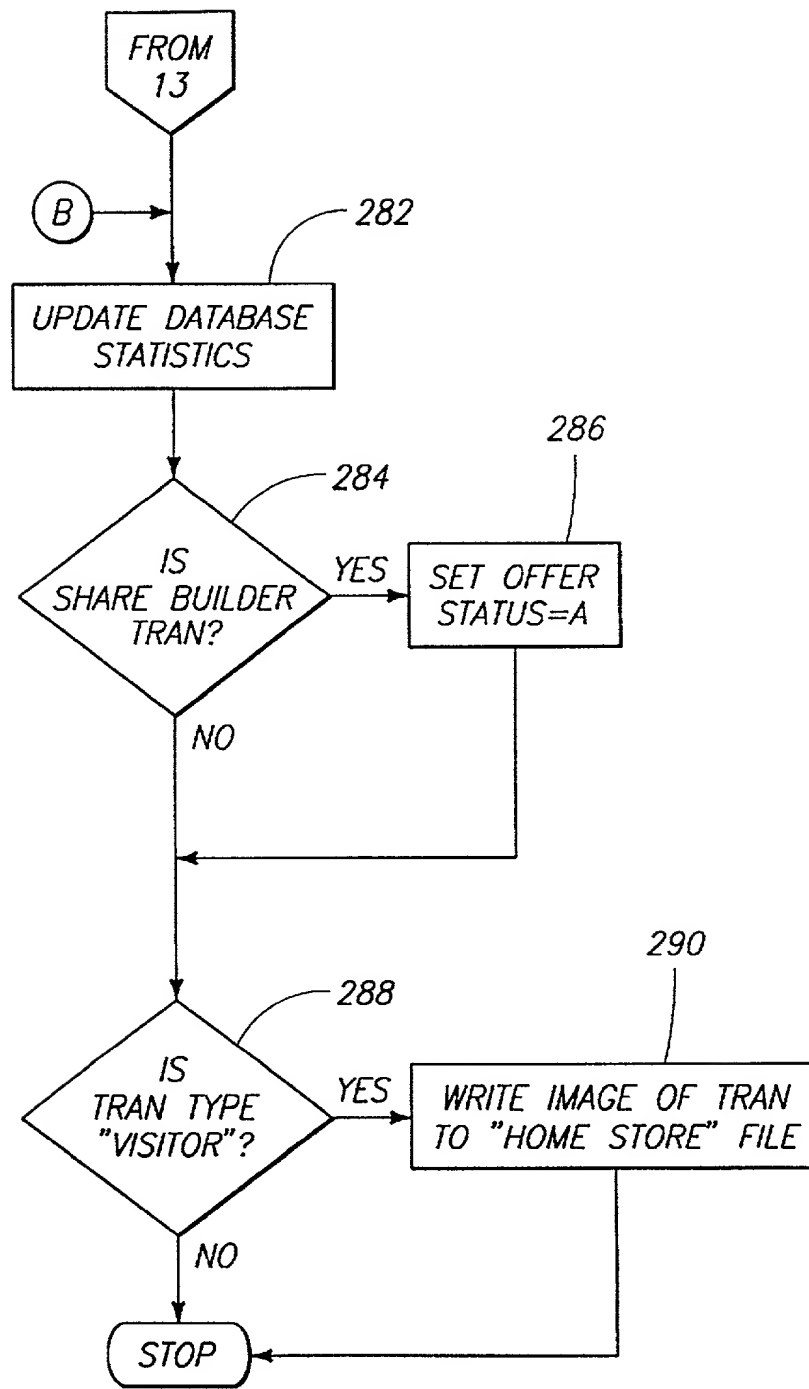 FROM
13
B
282
UPDATE DATABASE
STATISTICS
284
286
IS
SHARE BUILDER
TRAN?
YES
SET OFFER
STATUS=A
NO
288
290
IS
TRAN TYPE
"VISITOR"?
YES
WRITE IMAGE OF TRAN
TO "HOME STORE" FILE
NO
STOP